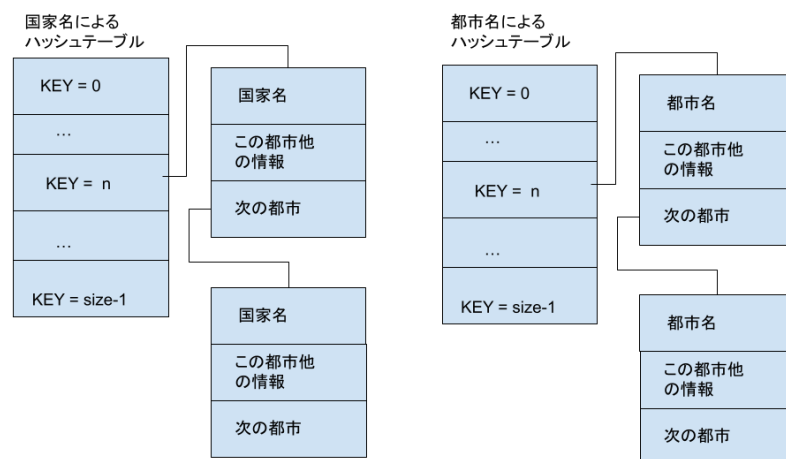 国家名による
ハッシュテーブル
KEY = 0
…
KEY = n
…
KEY = size-1
国家名
この都市他
の情報
次の都市
国家名
この都市他
の情報
次の都市
都市名による
ハッシュテーブル
KEY = 0
…
KEY = n
…
KEY = size-1
都市名
この都市他
の情報
次の都市
都市名
この都市他
の情報
次の都市